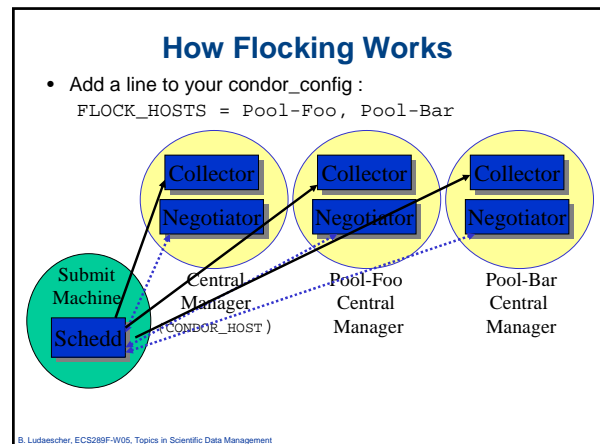 How Flocking Works
• Add a line to your condor_config :
FLOCK_HOSTS = Pool-Foo, Pool-Bar
Collector
Collector
Collector
Negotiator
Negotiator
Negotiator
Submit
Machine
Schedd
Central
Manager
(CONDOR_HOST)
Pool-Foo
Central
Manager
Pool-Bar
Central
Manager
B. Ludaescher, ECS289F-W05, Topics in Scientific Data Management